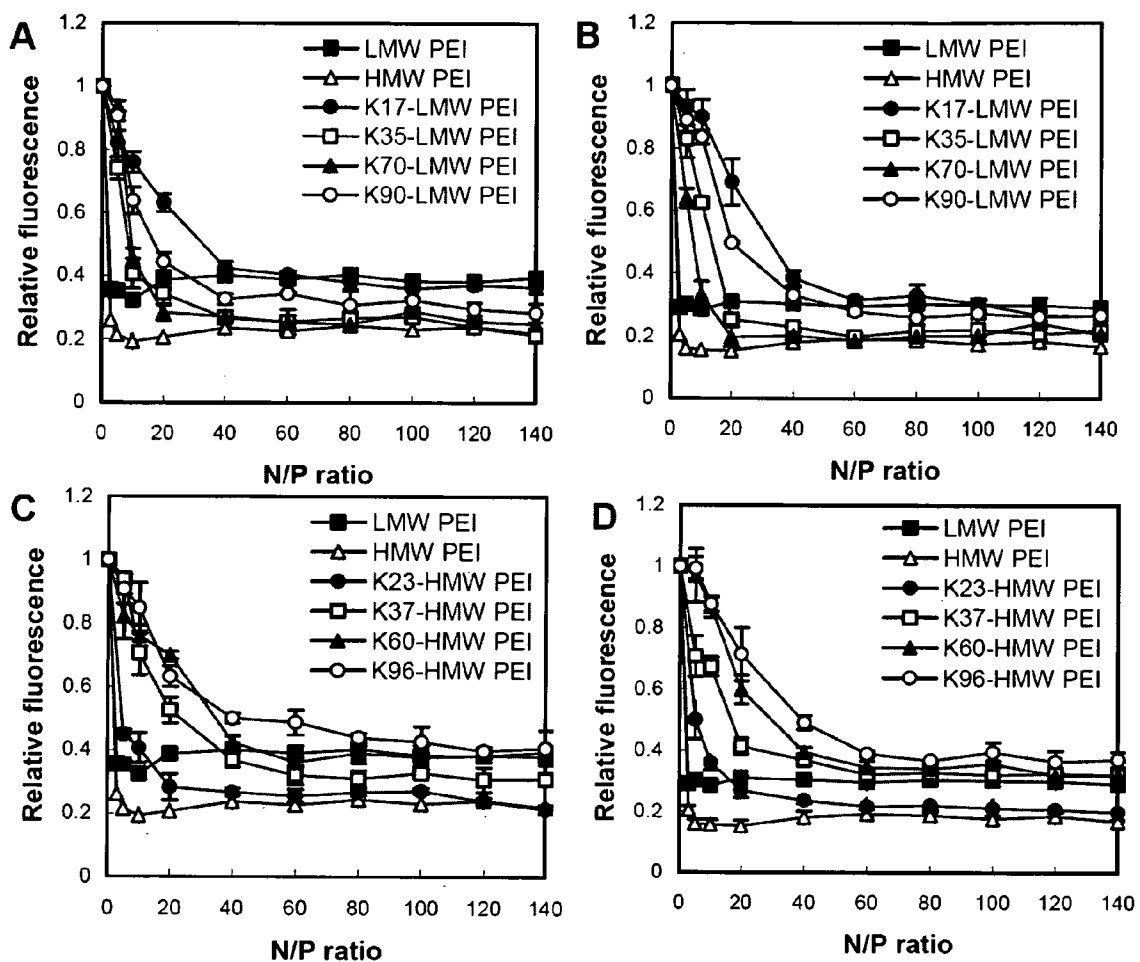 A
Relative fluorescence
1.2
1
0.8
0.6
0.4
0.2
0
0 20 40 60 80 100 120 140
N/P ratio
LMW PEI
HMW PEI
K17-LMW PEI
K35-LMW PEI
K70-LMW PEI
K90-LMW PEI
B
Relative fluorescence
1.2
1
0.8
0.6
0.4
0.2
0
0 20 40 60 80 100 120 140
N/P ratio
LMW PEI
HMW PEI
K17-LMW PEI
K35-LMW PEI
K70-LMW PEI
K90-LMW PEI
C
Relative fluorescence
1.2
1
0.8
0.6
0.4
0.2
0
0 20 40 60 80 100 120 140
N/P ratio
LMW PEI
HMW PEI
K23-HMW PEI
K37-HMW PEI
K60-HMW PEI
K96-HMW PEI
D
Relative fluorescence
1.2
1
0.8
0.6
0.4
0.2
0
0 20 40 60 80 100 120 140
N/P ratio
LMW PEI
HMW PEI
K23-HMW PEI
K37-HMW PEI
K60-HMW PEI
K96-HMW PEI